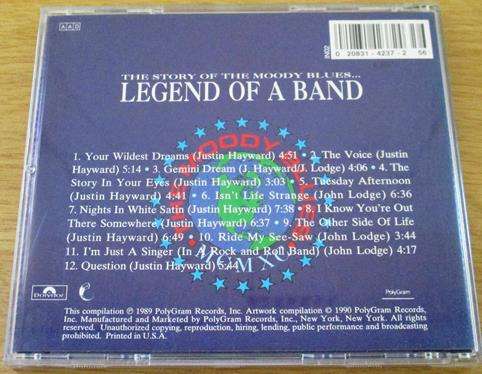 AAD
IN02
0 20831-4237-2 56
THE STORY OF THE MOODY BLUES...
LEGEND OF A BAND
MOODY
1. Your Wildest Dreams (Justin Hayward) 4:51 • 2. The Voice (Justin
Hayward) 5:14 • 3. Gemini Dream (J. Hayward/J. Lodge) 4:06 • 4. The
Story In Your Eyes (Justin Hayward) 3:03 • 5. Tuesday Afternoon
(Justin Hayward) 4:41 • 6. Isn't Life Strange (John Lodge) 6:36
7. Nights In White Satin (Justin Hayward) 7:38 • 8. I Know You're Out
There Somewhere (Justin Hayward) 6:37 • 9. The Other Side Of Life
(Justin Hayward) 6:49 • 10. Ride My See-Saw (John Lodge) 3:44
11. I'm Just A Singer (In A Rock and Roll Band) (John Lodge) 4:17
12. Question (Justin Hayward) 5:44
Polydor
PolyGram
This compilation ℗ 1989 PolyGram Records, Inc. Artwork compilation © 1990 PolyGram Records,
Inc. Manufactured and Marketed by PolyGram Records, Inc., New York, New York. All rights
reserved. Unauthorized copying, reproduction, hiring, lending, public performance and broadcasting
prohibited. Printed in U.S.A.